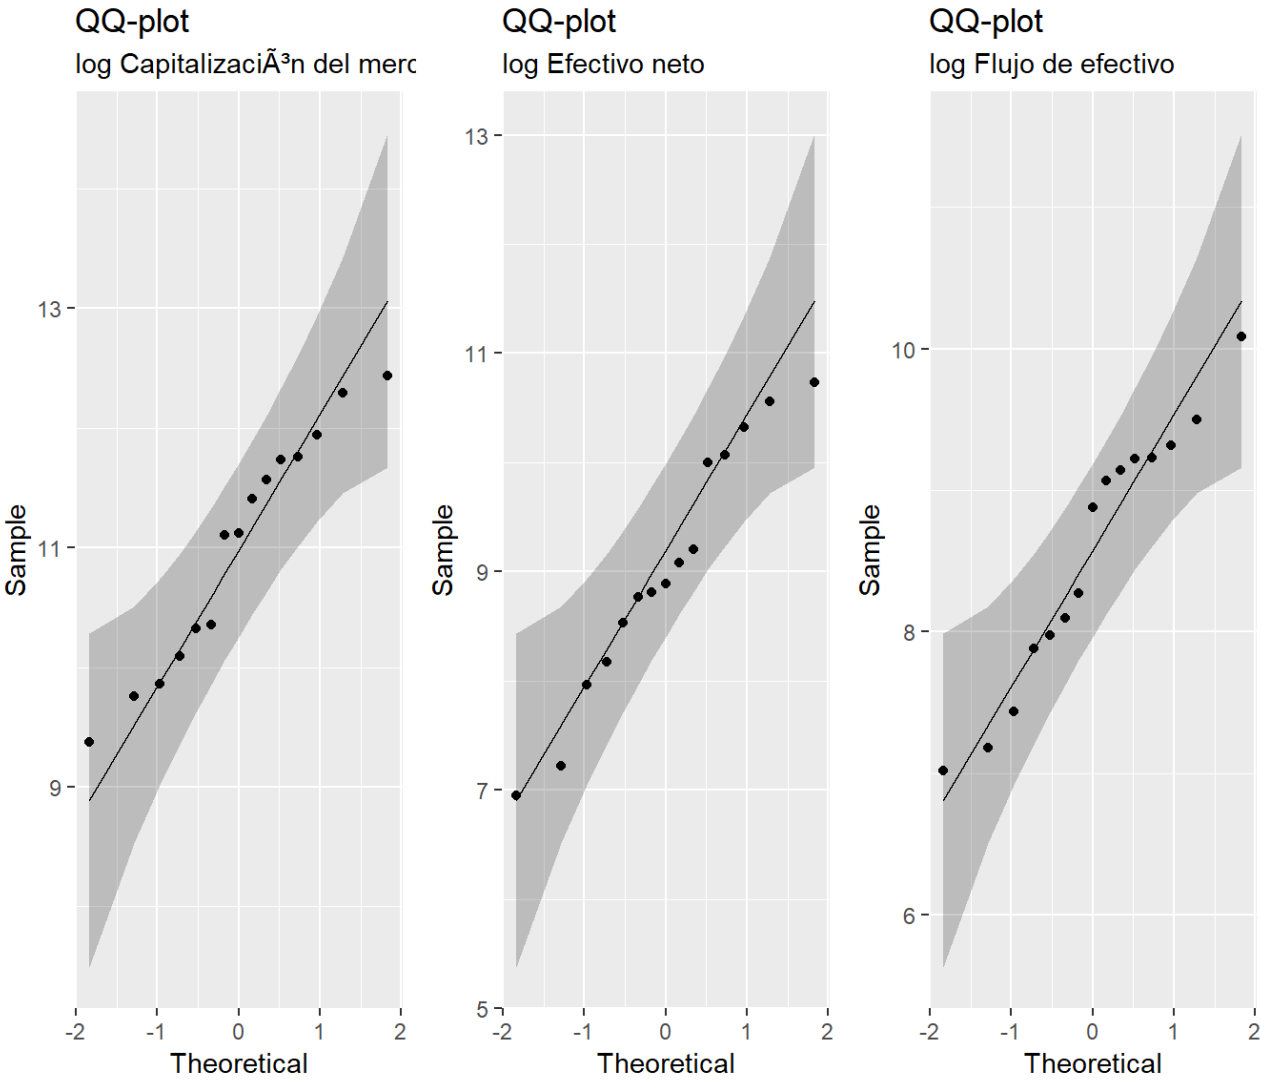 QQ-plot
log CapitalizaciÃ³n del merc
Sample
13
11
9
-2 -1 0 1 2
Theoretical
QQ-plot
log Efectivo neto
Sample
13
11
9
7
5
-2 -1 0 1 2
Theoretical
QQ-plot
log Flujo de efectivo
Sample
10
8
6
-2 -1 0 1 2
Theoretical